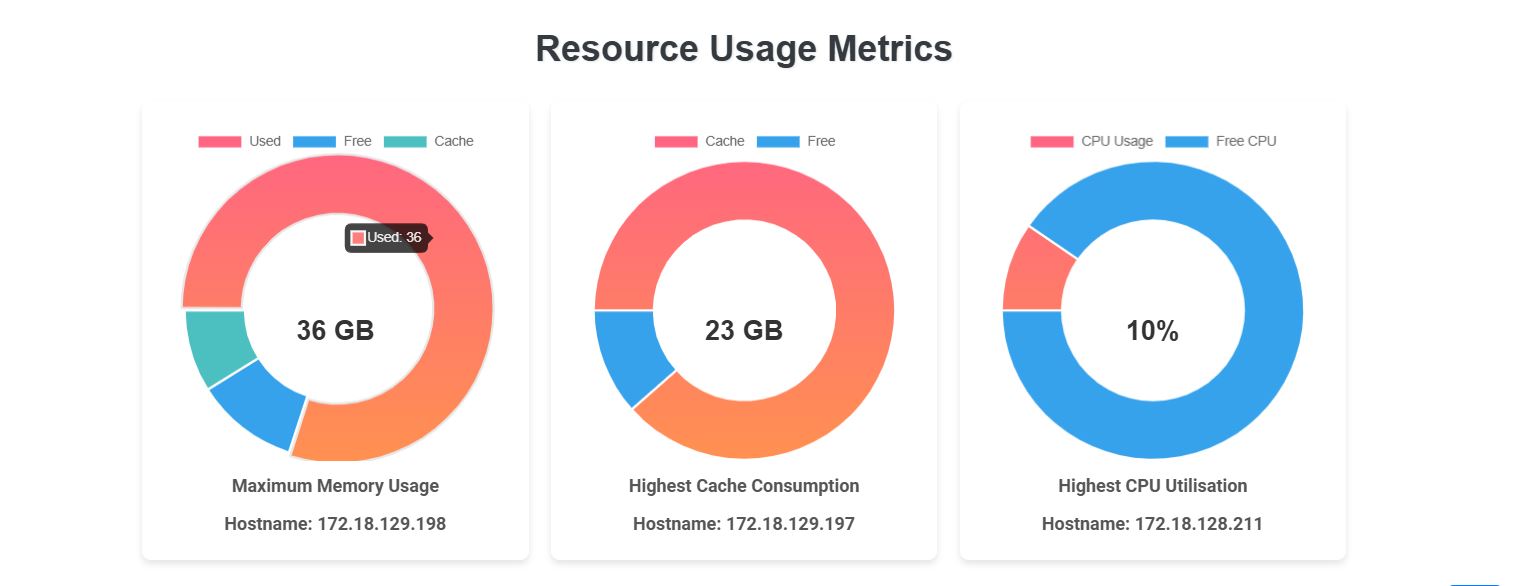 Resource Usage Metrics
Used Free Cache
Used: 36
36 GB
Maximum Memory Usage
Hostname: 172.18.129.198
Cache Free
23 GB
Highest Cache Consumption
Hostname: 172.18.129.197
CPU Usage Free CPU
10%
Highest CPU Utilisation
Hostname: 172.18.128.211